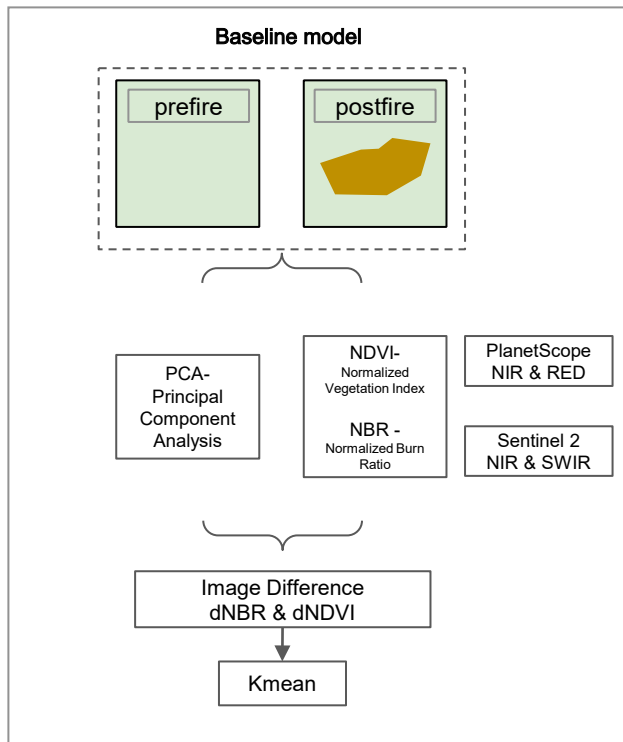 Baseline model
prefire
postfire
PCA-
Principal
Component
Analysis
NDVI-
Normalized
Vegetation Index
NBR -
Normalized Burn
Ratio
PlanetScope
NIR & RED
Sentinel 2
NIR & SWIR
Image Difference
dNBR & dNDVI
Kmean